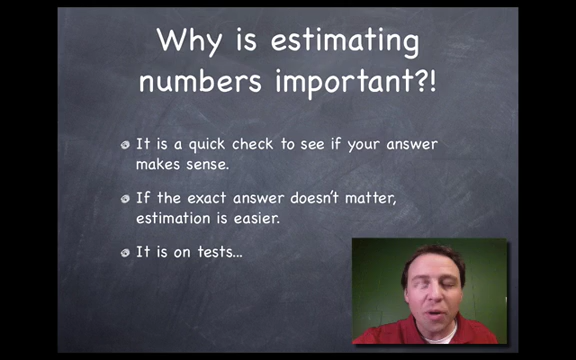 Why is estimating
numbers important?!
It is a quick check to see if your answer
makes sense.
If the exact answer doesn't matter,
estimation is easier.
It is on tests...